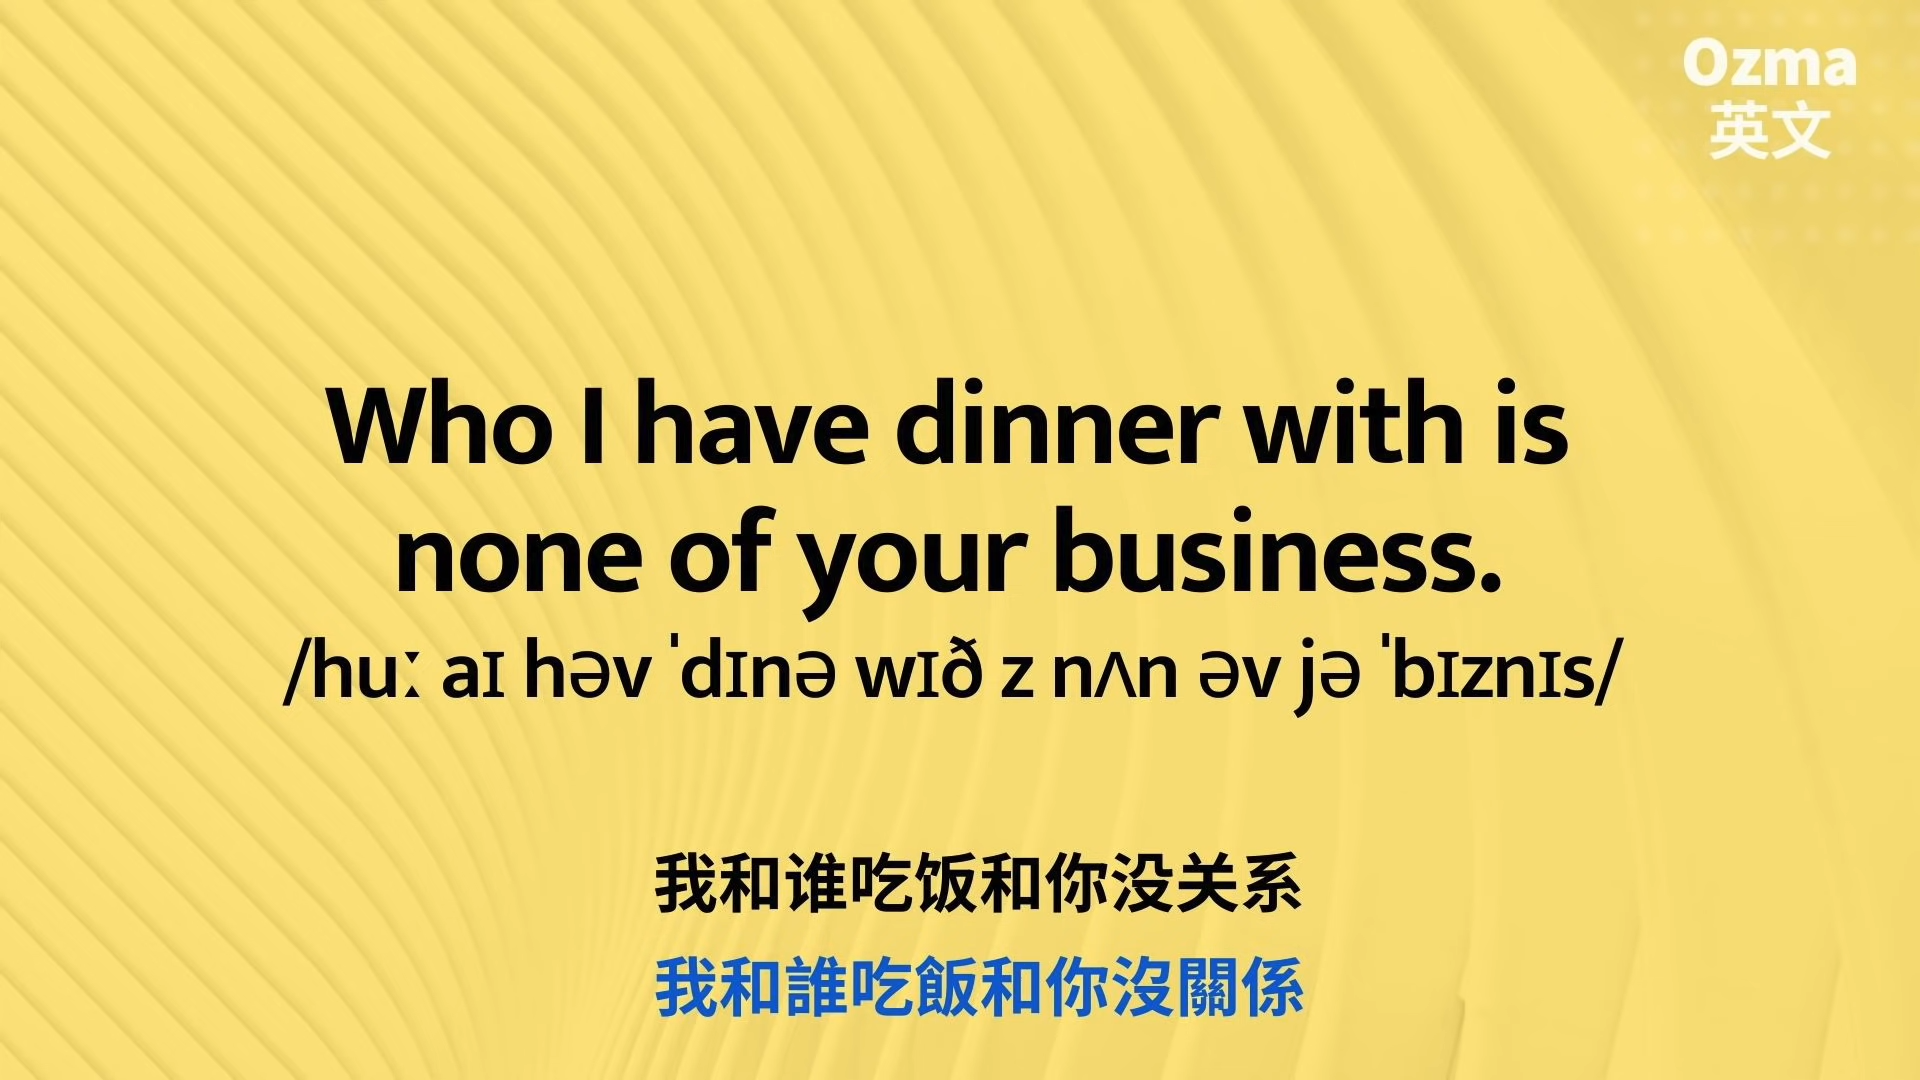 Ozma
英文
Who I have dinner with is
none of your business.
/huː aɪ həv ˈdɪnə wɪð z nʌn əv jə ˈbɪznɪs/
我和谁吃饭和你没关系
我和誰吃飯和你沒關係